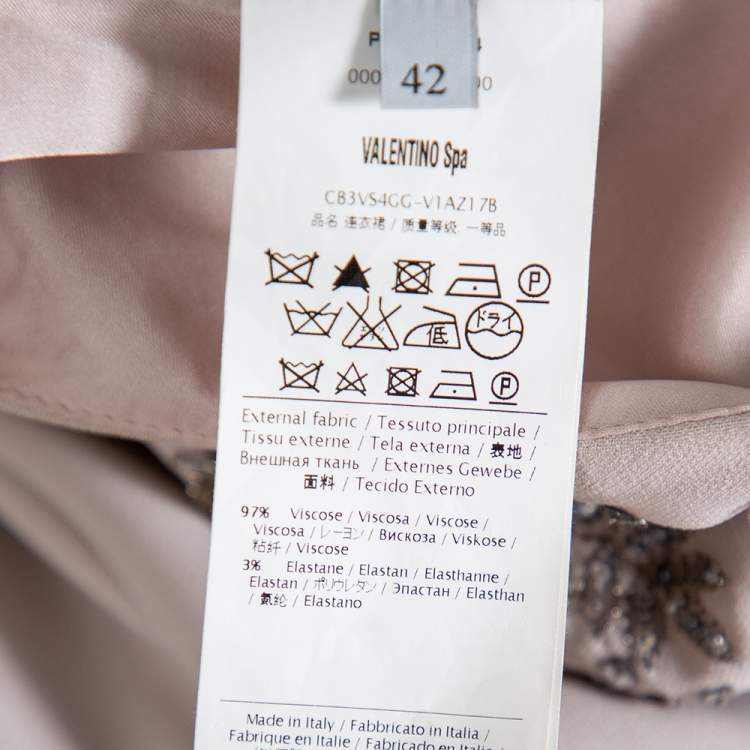 42
VALENTINO Spa
CB3VS4GG-V1AZ17B
品名 连衣裙 / 质量等级 一等品
P
ドライ
低
P
External fabric / Tessuto principale /
Tissu externe / Tela externa / 表地 /
Внешная ткань / Externes Gewebe /
面料 / Tecido Externo
97% Viscose / Viscosa / Viscose /
Viscosa / レーヨン / Вискоза / Viskose /
粘纤 / Viscose
3% Elastane / Elastan / Elasthanne /
Elastan / ポリウレタン / Эпастан / Elasthan
/ 氨纶 / Elastano
Made in Italy / Fabbricato in Italia /
Fabrique en Italie / Fabricado en